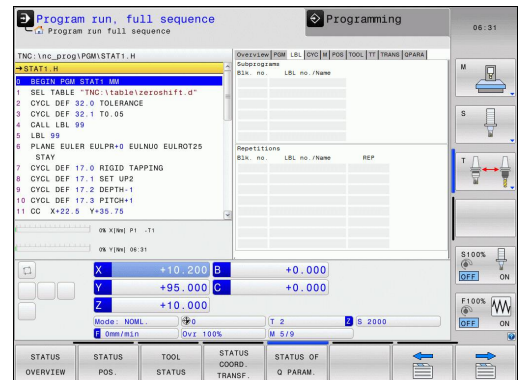 Program run, full sequence
Program run full sequence
Programming
06:31
TNC:\nc_prog\PGM\STAT1.H
→STAT1.H
0 BEGIN PGM STAT1 MM
1 SEL TABLE "TNC:\table\zeroshift.d"
2 CYCL DEF 32.0 TOLERANCE
3 CYCL DEF 32.1 T0.05
4 CALL LBL 99
5 LBL 99
6 PLANE EULER EULPR+0 EULNU0 EULROT25
STAY
7 CYCL DEF 17.0 RIGID TAPPING
8 CYCL DEF 17.1 SET UP2
9 CYCL DEF 17.2 DEPTH-1
10 CYCL DEF 17.3 PITCH+1
11 CC X+22.5 Y+35.75
Overview PGM LBL CYC M POS TOOL TT TRANS QPARA
Subprograms
Blk. no. LBL no./Name
Repetitions
Blk. no. LBL no./Name REP
0% X[Nm] P1 -T1
0% Y[Nm] 06:31
X +10.200 B +0.000
Y +95.000 C +0.000
Z +10.000
Mode: NOML. 0 T 2 Z S 2000
F 0mm/min Ovr 100% M 5/9
M
S
T
S100%
OFF ON
F100%
OFF ON
STATUS OVERVIEW
STATUS POS.
TOOL STATUS
STATUS COORD. TRANSF.
STATUS OF Q PARAM.